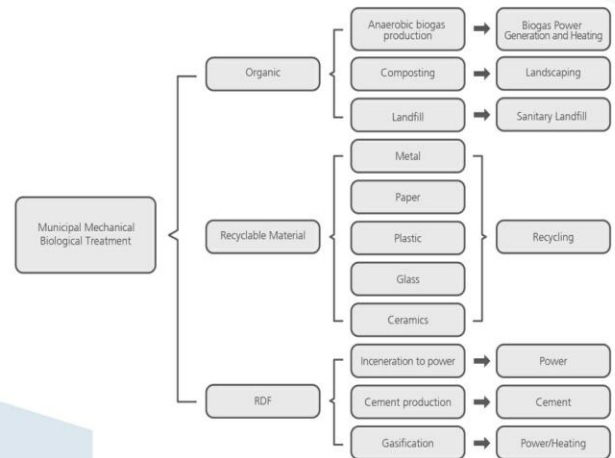 Municipal Mechanical
Biological Treatment
Organic
Anaerobic biogas
production
Biogas Power
Generation and Heating
Composting
Landscaping
Landfill
Sanitary Landfill
Recyclable Material
Metal
Paper
Plastic
Glass
Ceramics
Recycling
RDF
Inceneration to power
Power
Cement production
Cement
Gasification
Power/Heating